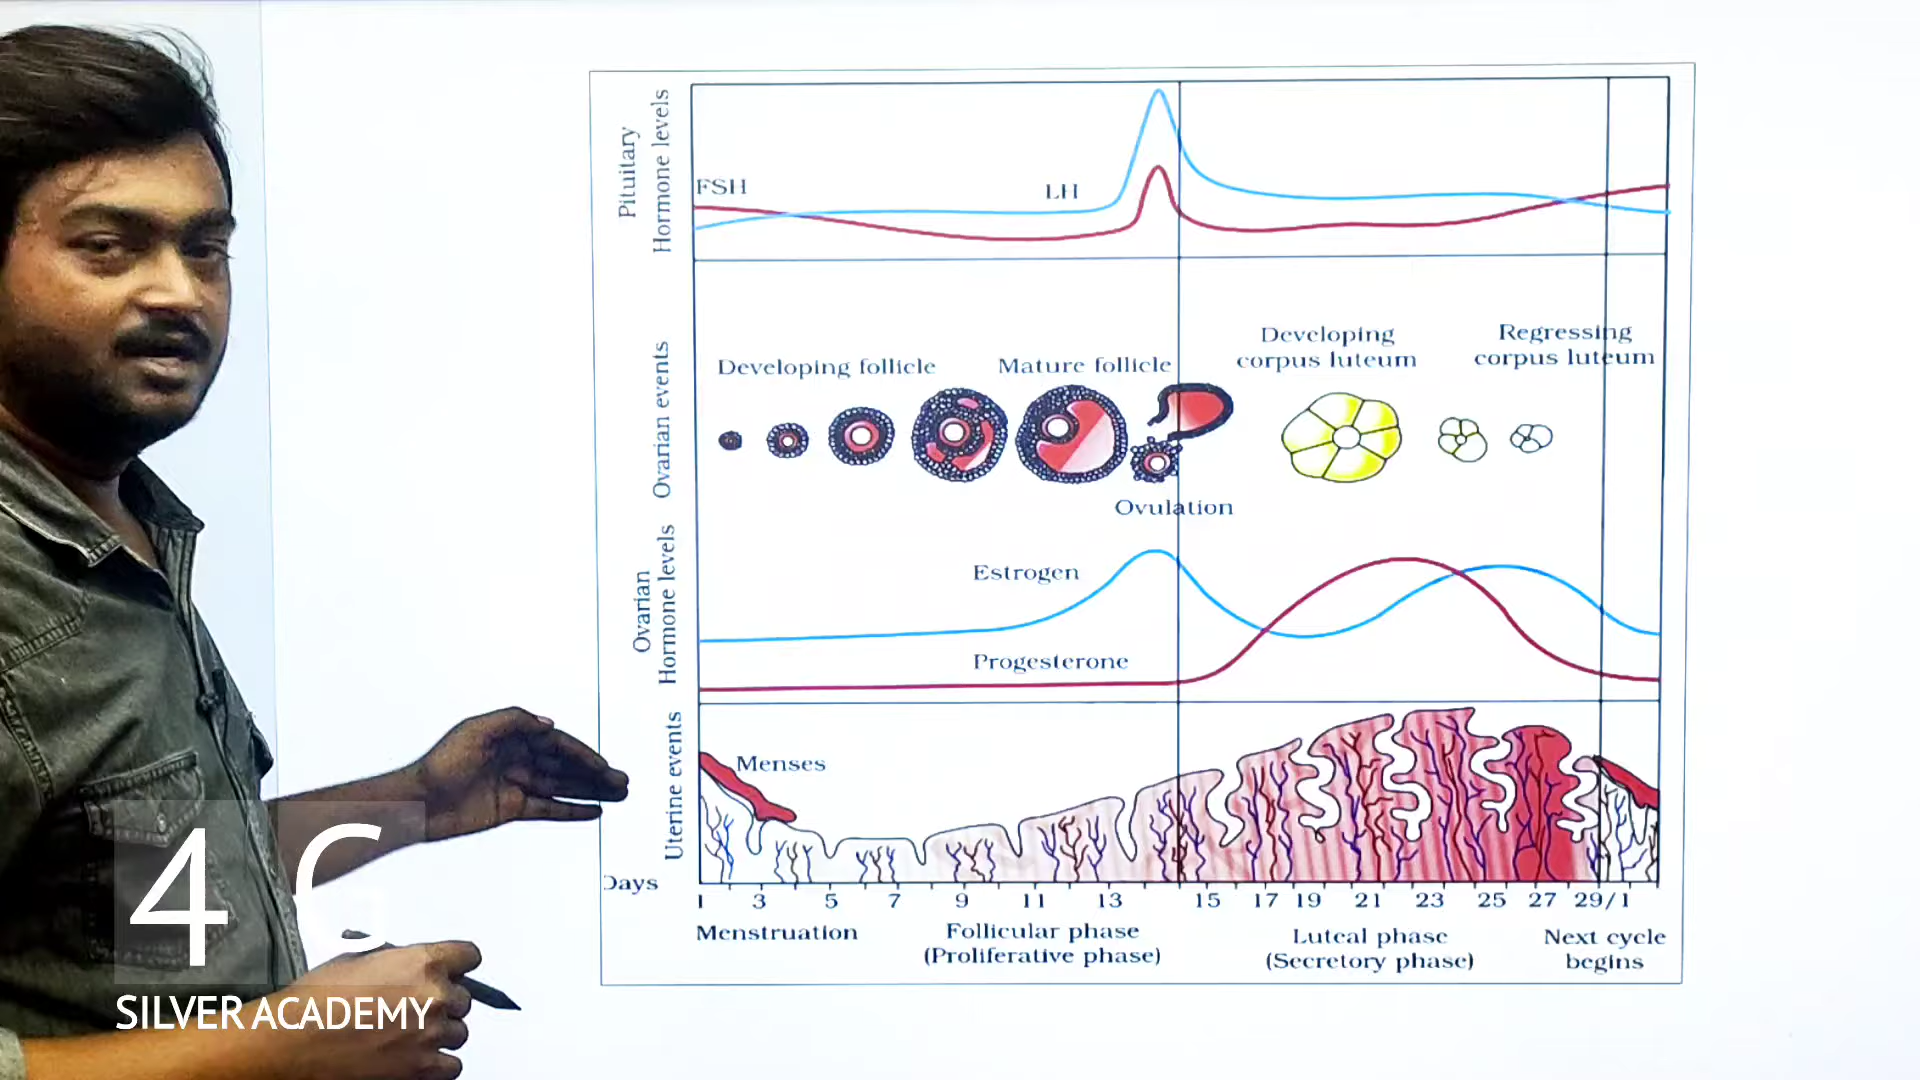 Pituitary
Hormone levels
FSH
LH
Ovarian events
Developing follicle
Mature follicle
Developing
corpus luteum
Regressing
corpus luteum
Ovulation
Ovarian
Hormone levels
Estrogen
Progesterone
Uterine events
Menses
Days
1 3 5 7 9 11 13 15 17 19 21 23 25 27 29/1
Menstruation
Follicular phase
(Proliferative phase)
Luteal phase
(Secretory phase)
Next cycle
begins
4 G
SILVER ACADEMY